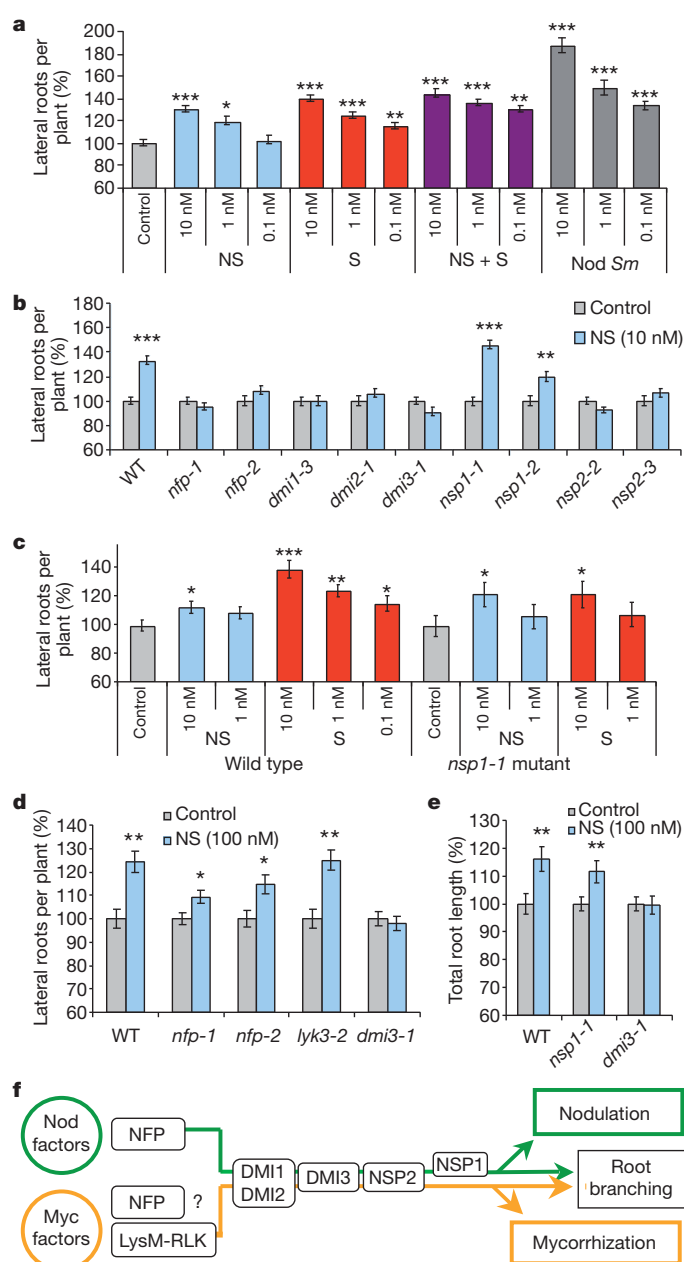 a
Lateral roots per plant (%)
200
180
160
140
120
100
80
60
*** * *** *** ** *** *** ** *** *** ***
Control
10 nM 1 nM 0.1 nM 10 nM 1 nM 0.1 nM 10 nM 1 nM 0.1 nM 10 nM 1 nM 0.1 nM
NS S NS + S Nod Sm
b
Lateral roots per plant (%)
180
160
140
120
100
80
60
Control
NS (10 nM)
*** *** **
WT nfp-1 nfp-2 dmi1-3 dmi2-1 dmi3-1 nsp1-1 nsp1-2 nsp2-2 nsp2-3
c
Lateral roots per plant (%)
140
120
100
80
60
* *** ** * * *
Control 10 nM 1 nM 10 nM 1 nM 0.1 nM Control 10 nM 1 nM 10 nM 1 nM
NS S NS S
Wild type nsp1-1 mutant
d
Lateral roots per plant (%)
140
130
120
110
100
90
80
70
60
Control
NS (100 nM)
** * * **
WT nfp-1 nfp-2 lyk3-2 dmi3-1
e
Total root length (%)
130
120
110
100
90
80
70
60
Control
NS (100 nM)
** **
WT nsp1-1 dmi3-1
f
Nod factors
NFP
Myc factors
NFP ?
LysM-RLK
DMI1
DMI2
DMI3
NSP2
NSP1
Nodulation
Root branching
Mycorrhization